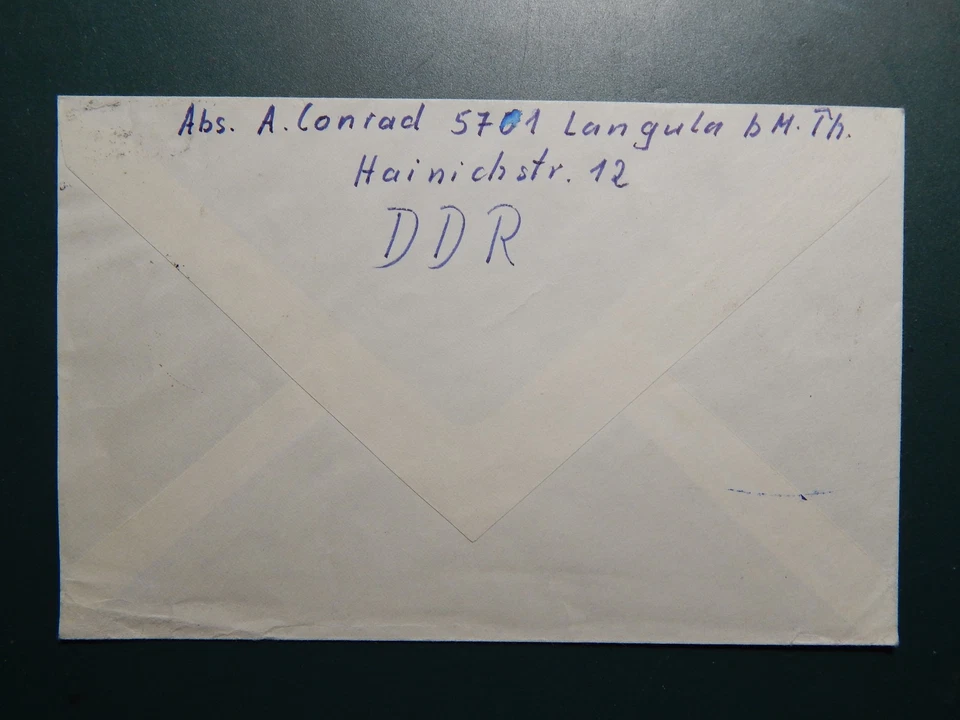 Abs. A. Conrad 5701 Langula b M. Th.
Hainichstr. 12
DDR